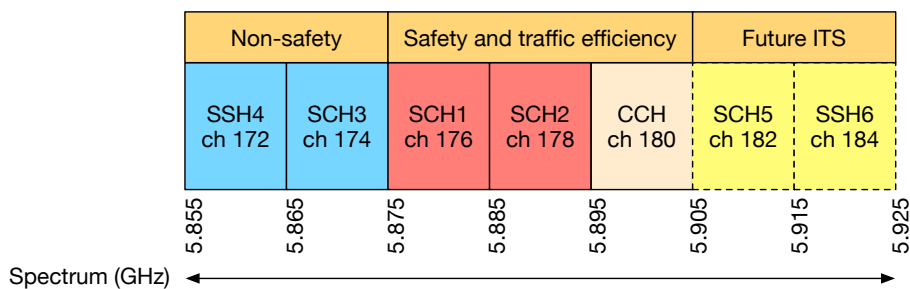 Non-safety Safety and traffic efficiency Future ITS
SSH4 SCH3 SCH1 SCH2 CCH SCH5 SSH6
ch 172 ch 174 ch 176 ch 178 ch 180 ch 182 ch 184
5.855 5.865 5.875 5.885 5.895 5.905 5.915 5.925
Spectrum (GHz)